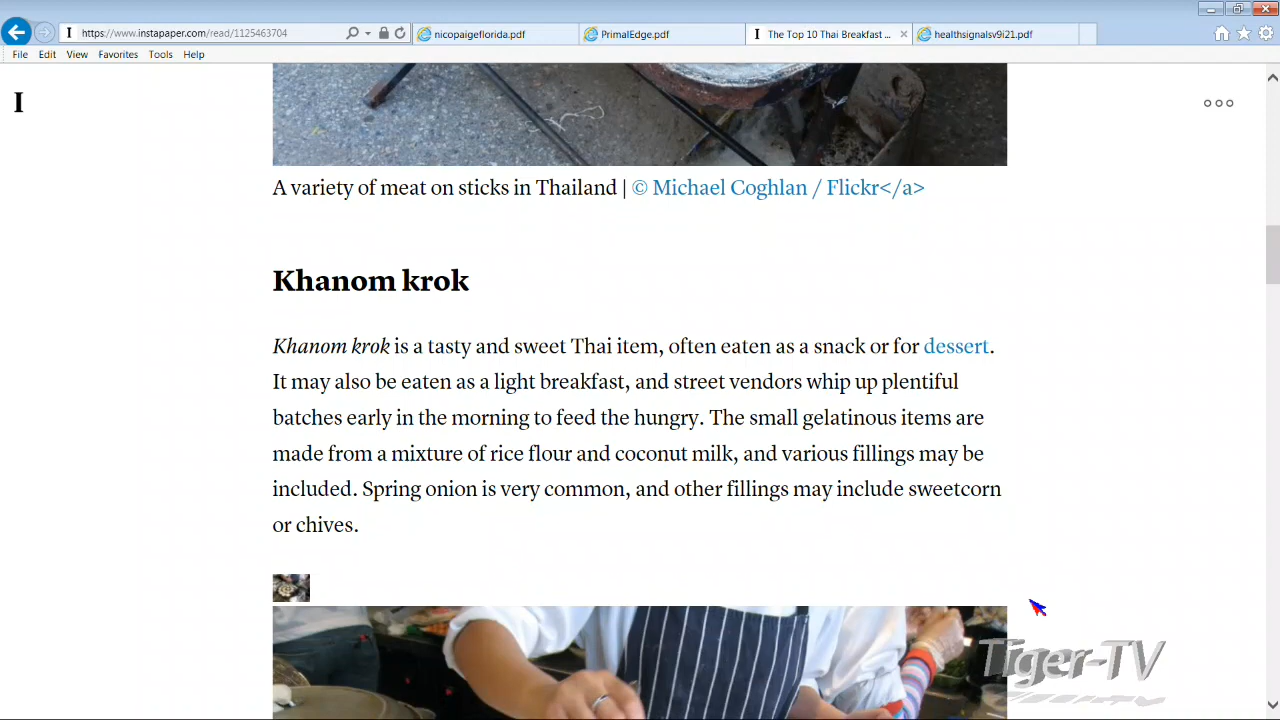 https://www.instapaper.com/read/1125463704
nicopaigeflorida.pdf
PrimalEdge.pdf
I The Top 10 Thai Breakfast ...
healthsignalsv9i21.pdf
File Edit View Favorites Tools Help
I
A variety of meat on sticks in Thailand | © Michael Coghlan / Flickr</a>
Khanom krok
Khanom krok is a tasty and sweet Thai item, often eaten as a snack or for dessert.
It may also be eaten as a light breakfast, and street vendors whip up plentiful
batches early in the morning to feed the hungry. The small gelatinous items are
made from a mixture of rice flour and coconut milk, and various fillings may be
included. Spring onion is very common, and other fillings may include sweetcorn
or chives.
Tiger-TV